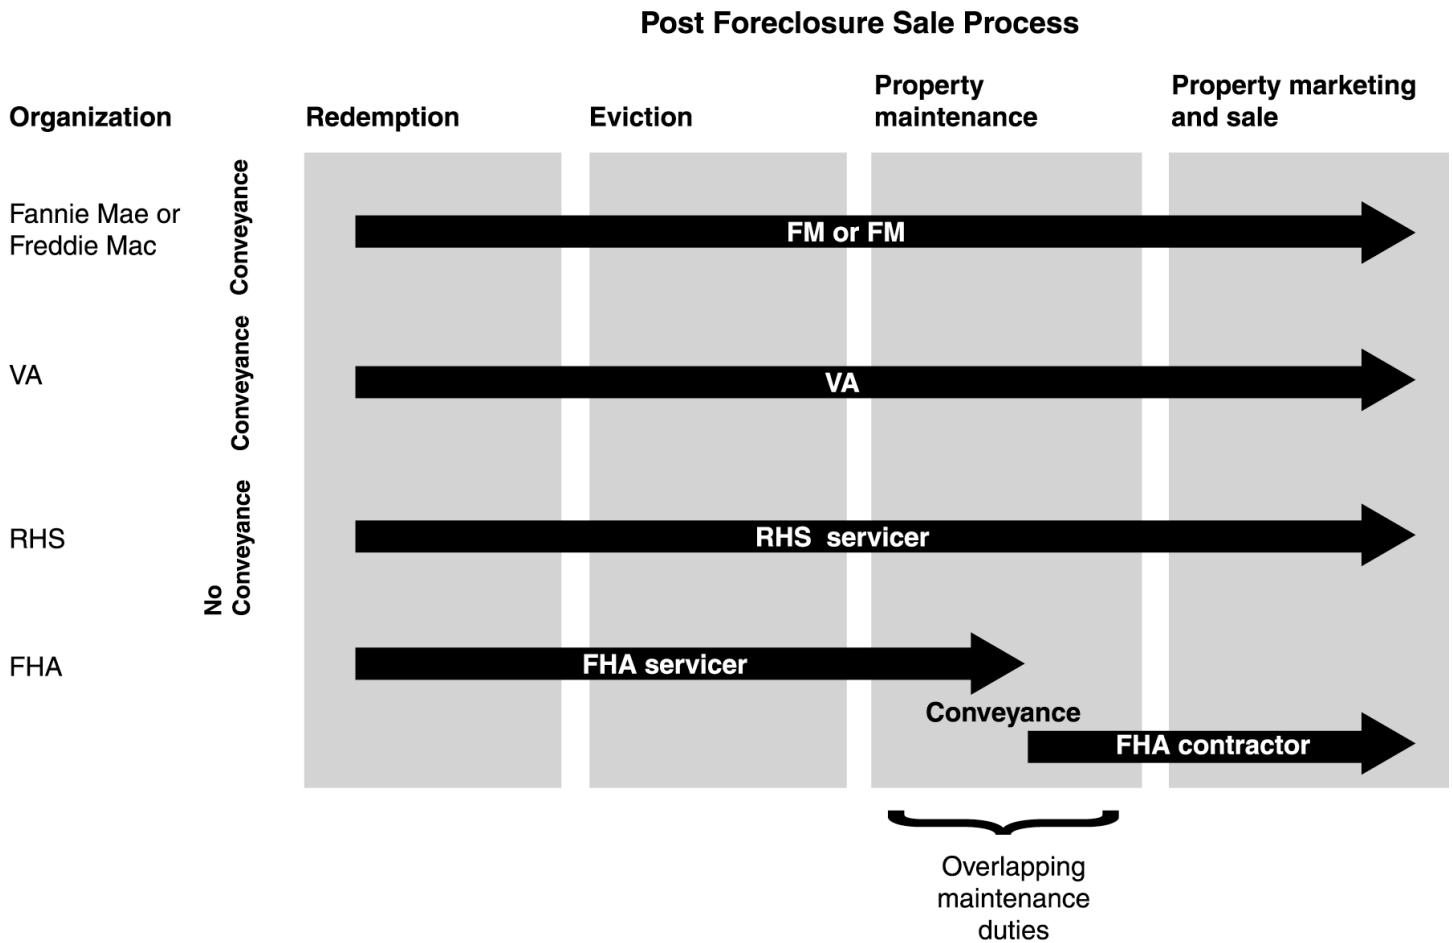 Post Foreclosure Sale Process
Organization
Redemption
Eviction
Property
maintenance
Property marketing
and sale
Fannie Mae or
Freddie Mac
Conveyance
FM or FM
VA
Conveyance
VA
RHS
No
Conveyance
RHS servicer
FHA
FHA servicer
Conveyance
FHA contractor
Overlapping
maintenance
duties